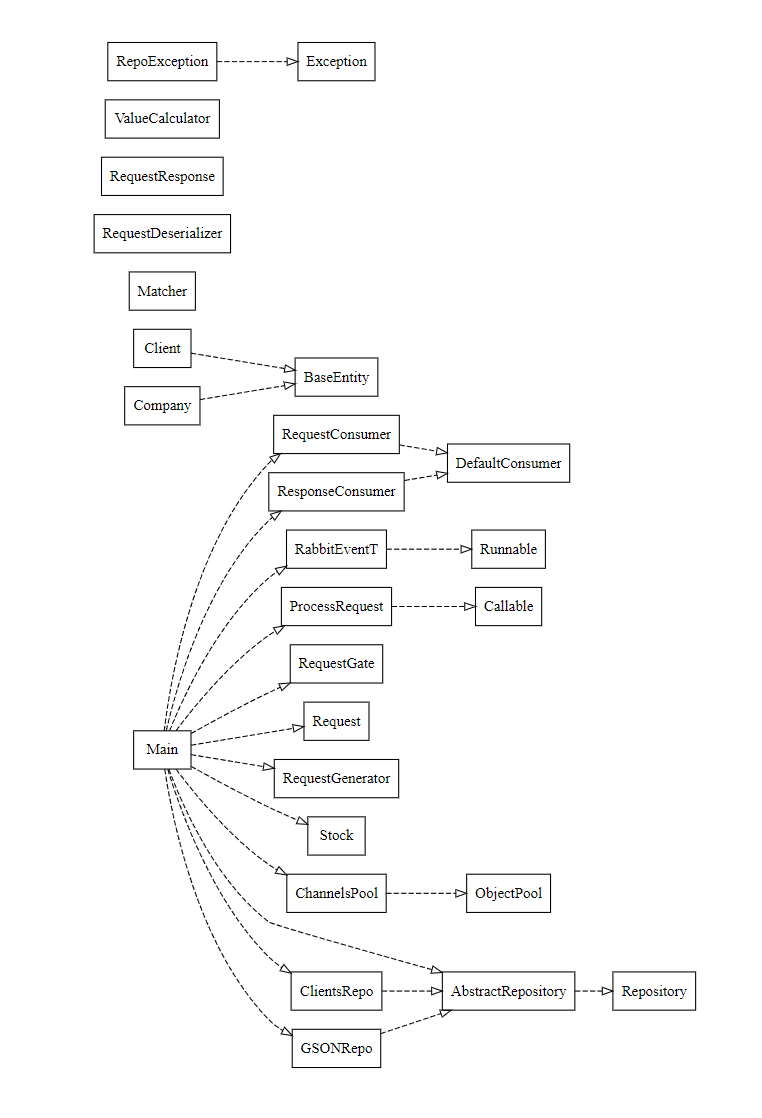 RepoException
Exception
ValueCalculator
RequestResponse
RequestDeserializer
Matcher
Client
BaseEntity
Company
RequestConsumer
DefaultConsumer
ResponseConsumer
RabbitEventT
Runnable
ProcessRequest
Callable
RequestGate
Request
Main
RequestGenerator
Stock
ChannelsPool
ObjectPool
ClientsRepo
AbstractRepository
Repository
GSONRepo